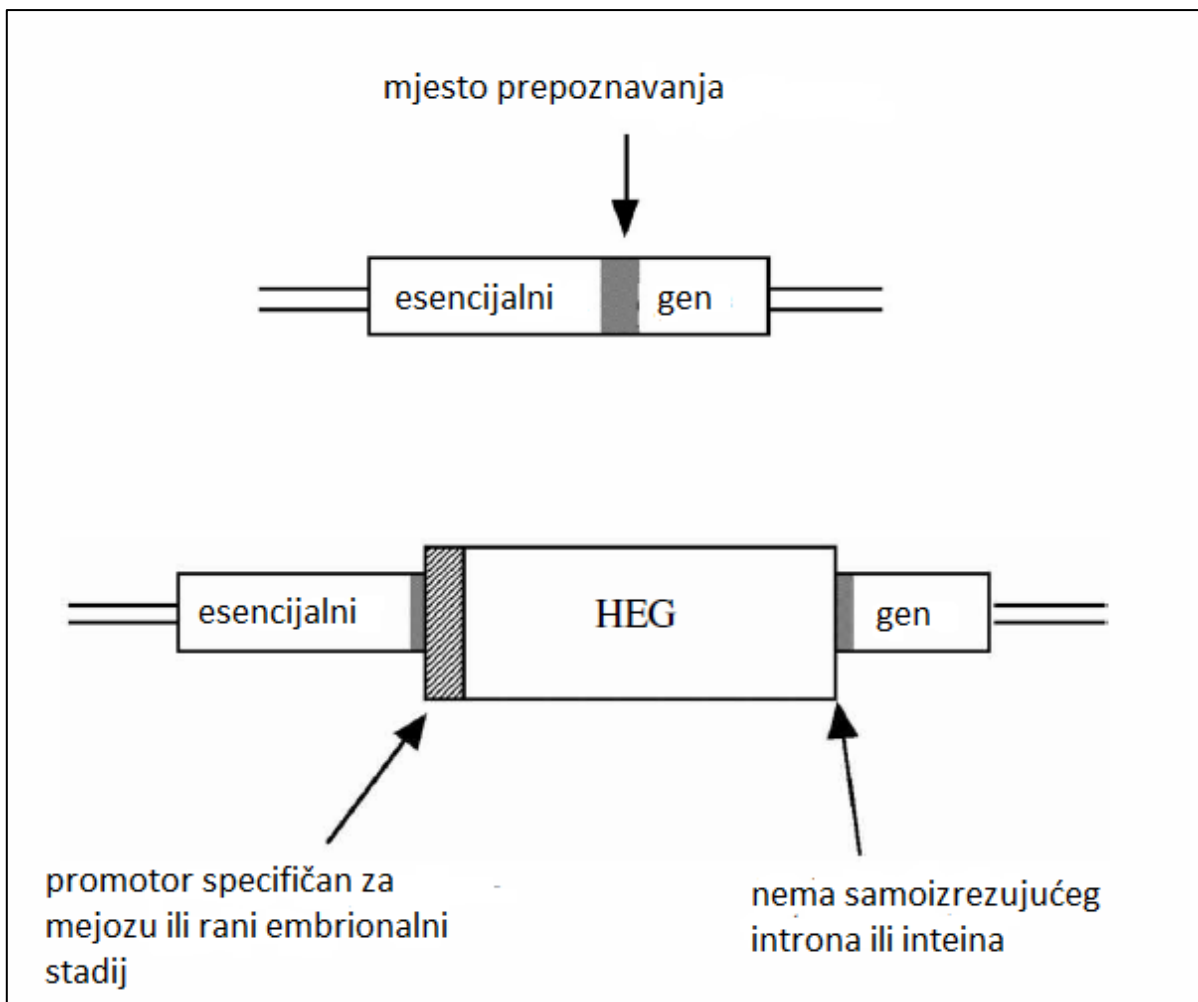 mjesto prepoznavanja
esencijalni gen
esencijalni HEG gen
promotor specifičan za
mejozu ili rani embrionalni
stadij
nema samoizrezujućeg
introna ili inteina